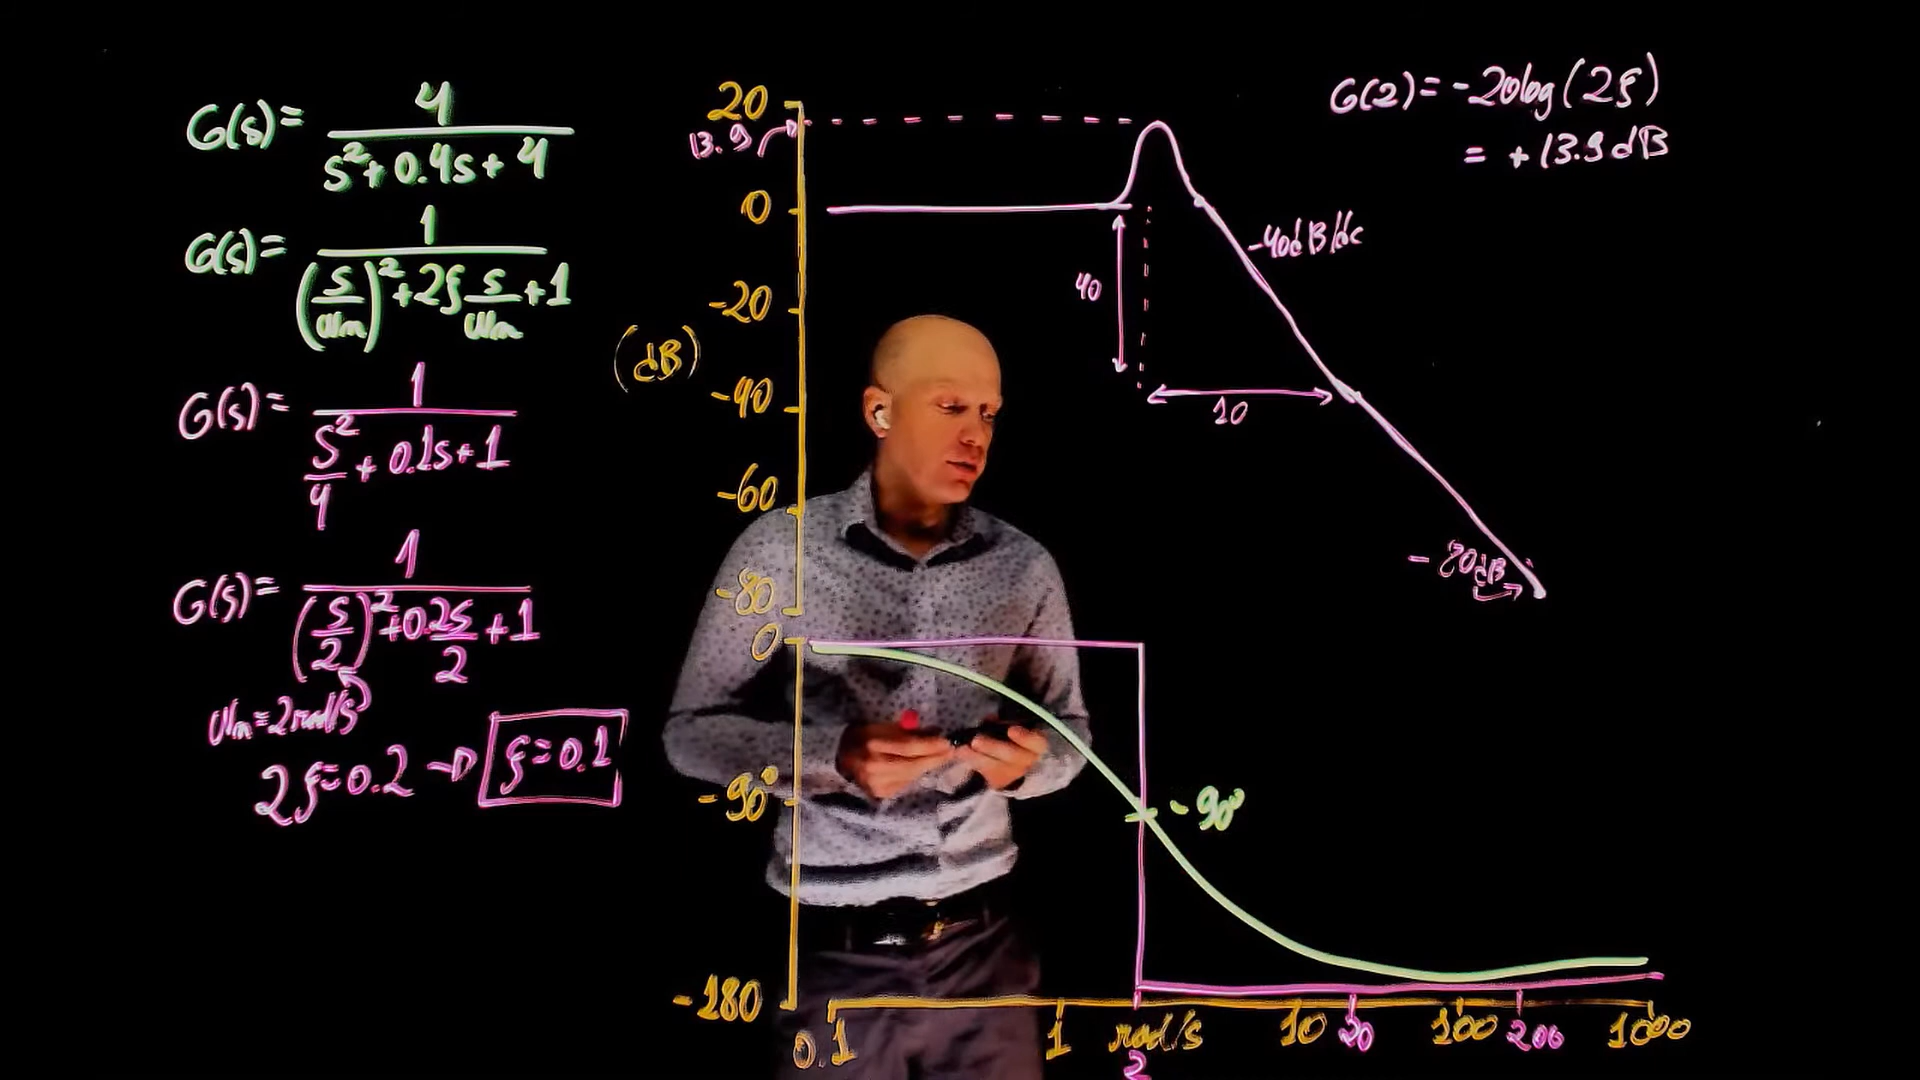 G(s) = 4
s² + 0.4s + 4
G(s) = 1
(s/ωn)² + 2ζ s/ωn + 1
G(s) = 1
s²/4 + 0.1s + 1
G(s) = 1
(s/2)² + 0.2s/2 + 1
ωn = 2 rad/s
2ζ = 0.2 → ζ = 0.1
20
13.9
0
-20
(dB)
-40
-60
-80
0
-90°
-180
G(2) = -20log(2ζ)
= +13.9 dB
-40dB/dc
40
10
-80dB
-90°
0.1 1 rad/s 10 20 100 200 1000
2